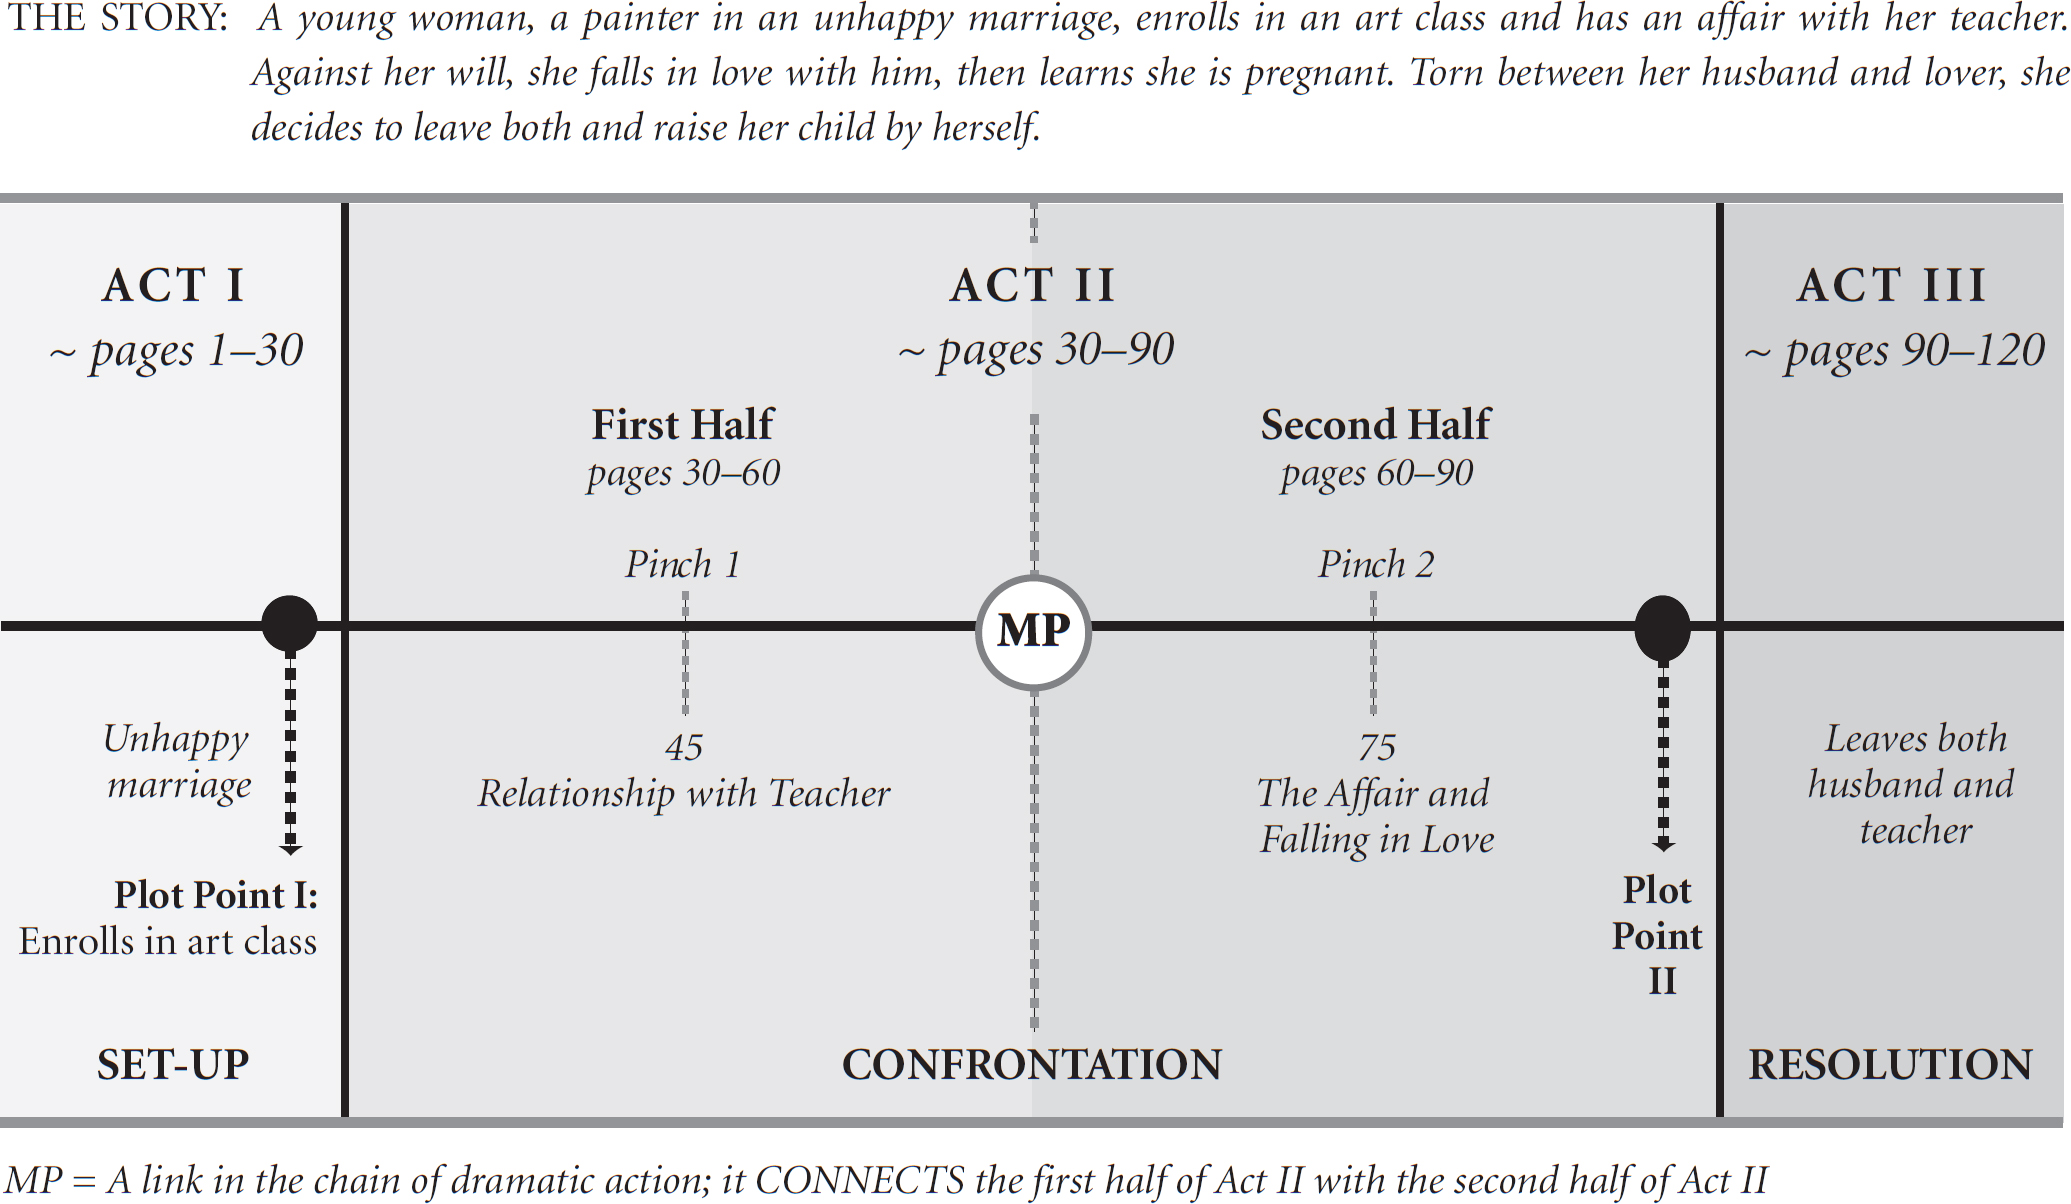 THE STORY: A young woman, a painter in an unhappy marriage, enrolls in an art class and has an affair with her teacher.
Against her will, she falls in love with him, then learns she is pregnant. Torn between her husband and lover, she
decides to leave both and raise her child by herself.
ACT I
~ pages 1–30
ACT II
~ pages 30–90
ACT III
~ pages 90–120
First Half
pages 30–60
Second Half
pages 60–90
Pinch 1
Pinch 2
MP
Unhappy
marriage
45
Relationship with Teacher
75
The Affair and
Falling in Love
Leaves both
husband and
teacher
Plot Point I:
Enrolls in art class
Plot
Point
II
SET-UP
CONFRONTATION
RESOLUTION
MP = A link in the chain of dramatic action; it CONNECTS the first half of Act II with the second half of Act II